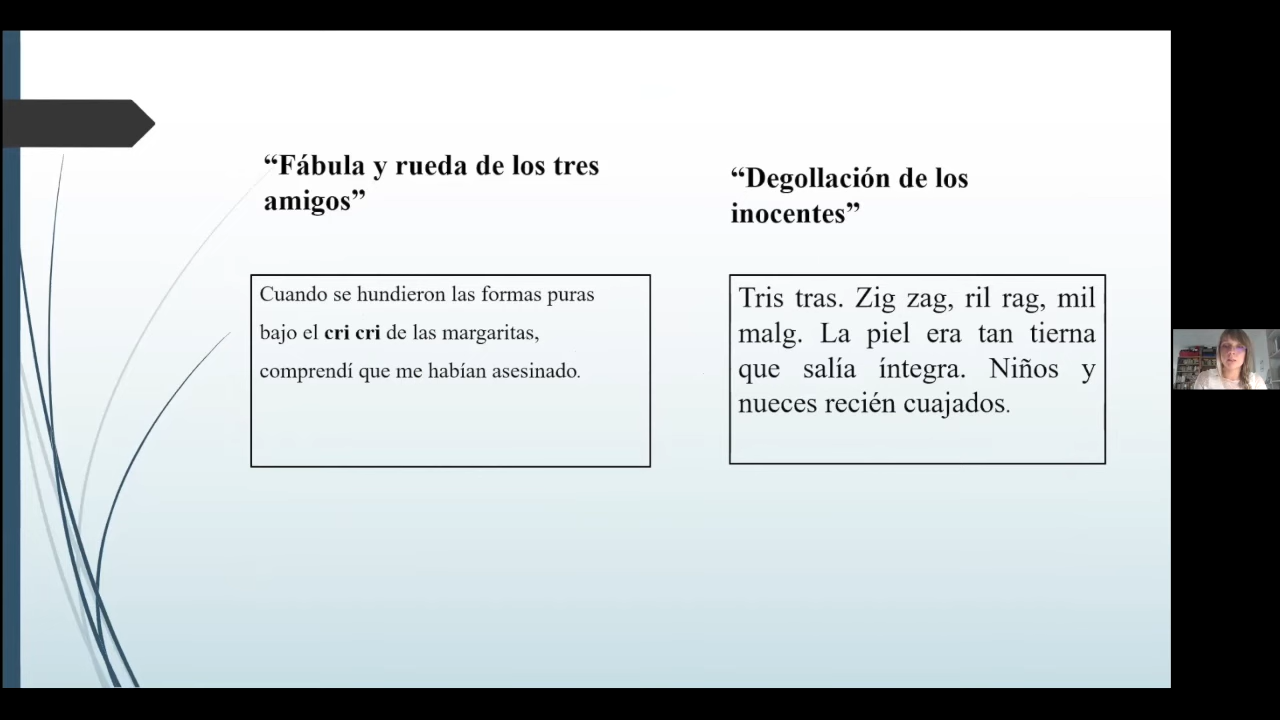 “Fábula y rueda de los tres
amigos”
Cuando se hundieron las formas puras
bajo el cri cri de las margaritas,
comprendí que me habían asesinado.
“Degollación de los
inocentes”
Tris tras. Zig zag, ril rag, mil
malg. La piel era tan tierna
que salía íntegra. Niños y
nueces recién cuajados.